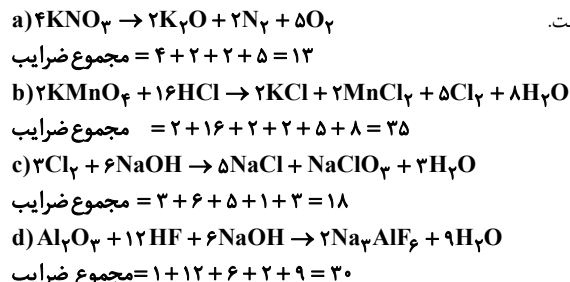 a) ۴KNO۳ → ۲K۲O + ۲N۲ + ۵O۲ ت.
مجموع ضرایب = ۴ + ۲ + ۲ + ۵ = ۱۳
b) ۲KMnO۴ + ۱۶HCl → ۲KCl + ۲MnCl۲ + ۵Cl۲ + ۸H۲O
مجموع ضرایب = ۲ + ۱۶ + ۲ + ۲ + ۵ + ۸ = ۳۵
c) ۳Cl۲ + ۶NaOH → ۵NaCl + NaClO۳ + ۳H۲O
مجموع ضرایب = ۳ + ۶ + ۵ + ۱ + ۳ = ۱۸
d) Al۲O۳ + ۱۲HF + ۶NaOH → ۲Na۳AlF۶ + ۹H۲O
مجموع ضرایب = ۱ + ۱۲ + ۶ + ۲ + ۹ = ۳۰